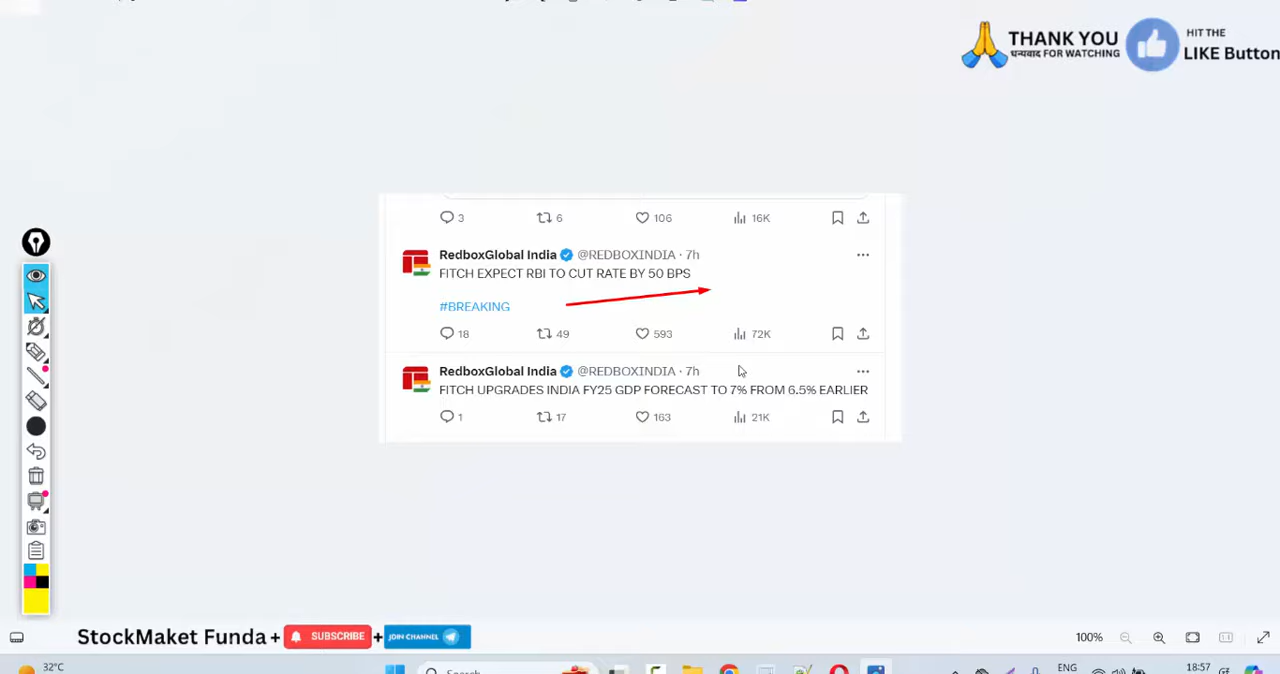 THANK YOU
धन्यवाद FOR WATCHING
HIT THE
LIKE Button
3 6 106 16K
RedboxGlobal India @REDBOXINDIA · 7h
FITCH EXPECT RBI TO CUT RATE BY 50 BPS
#BREAKING
18 49 593 72K
RedboxGlobal India @REDBOXINDIA · 7h
FITCH UPGRADES INDIA FY25 GDP FORECAST TO 7% FROM 6.5% EARLIER
1 17 163 21K
StockMaket Funda + SUBSCRIBE + JOIN CHANNEL
100%
32°C
Search
ENG
18:57